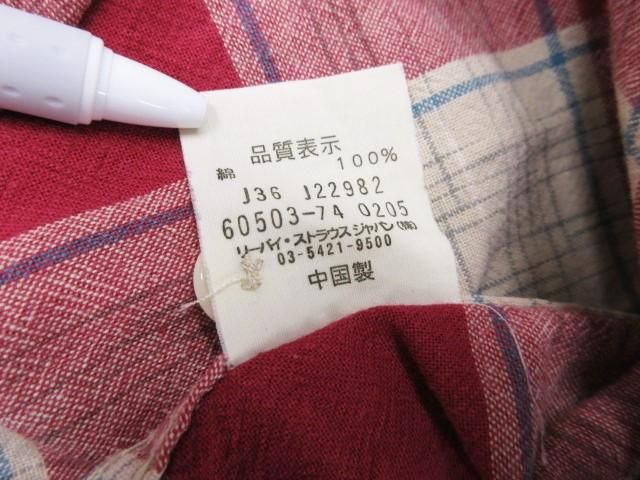 品質表示
綿 100%
J36 J22982
60503-74 0205
リーバイ・ストラウスジャパン(株)
03-5421-9500
中国製